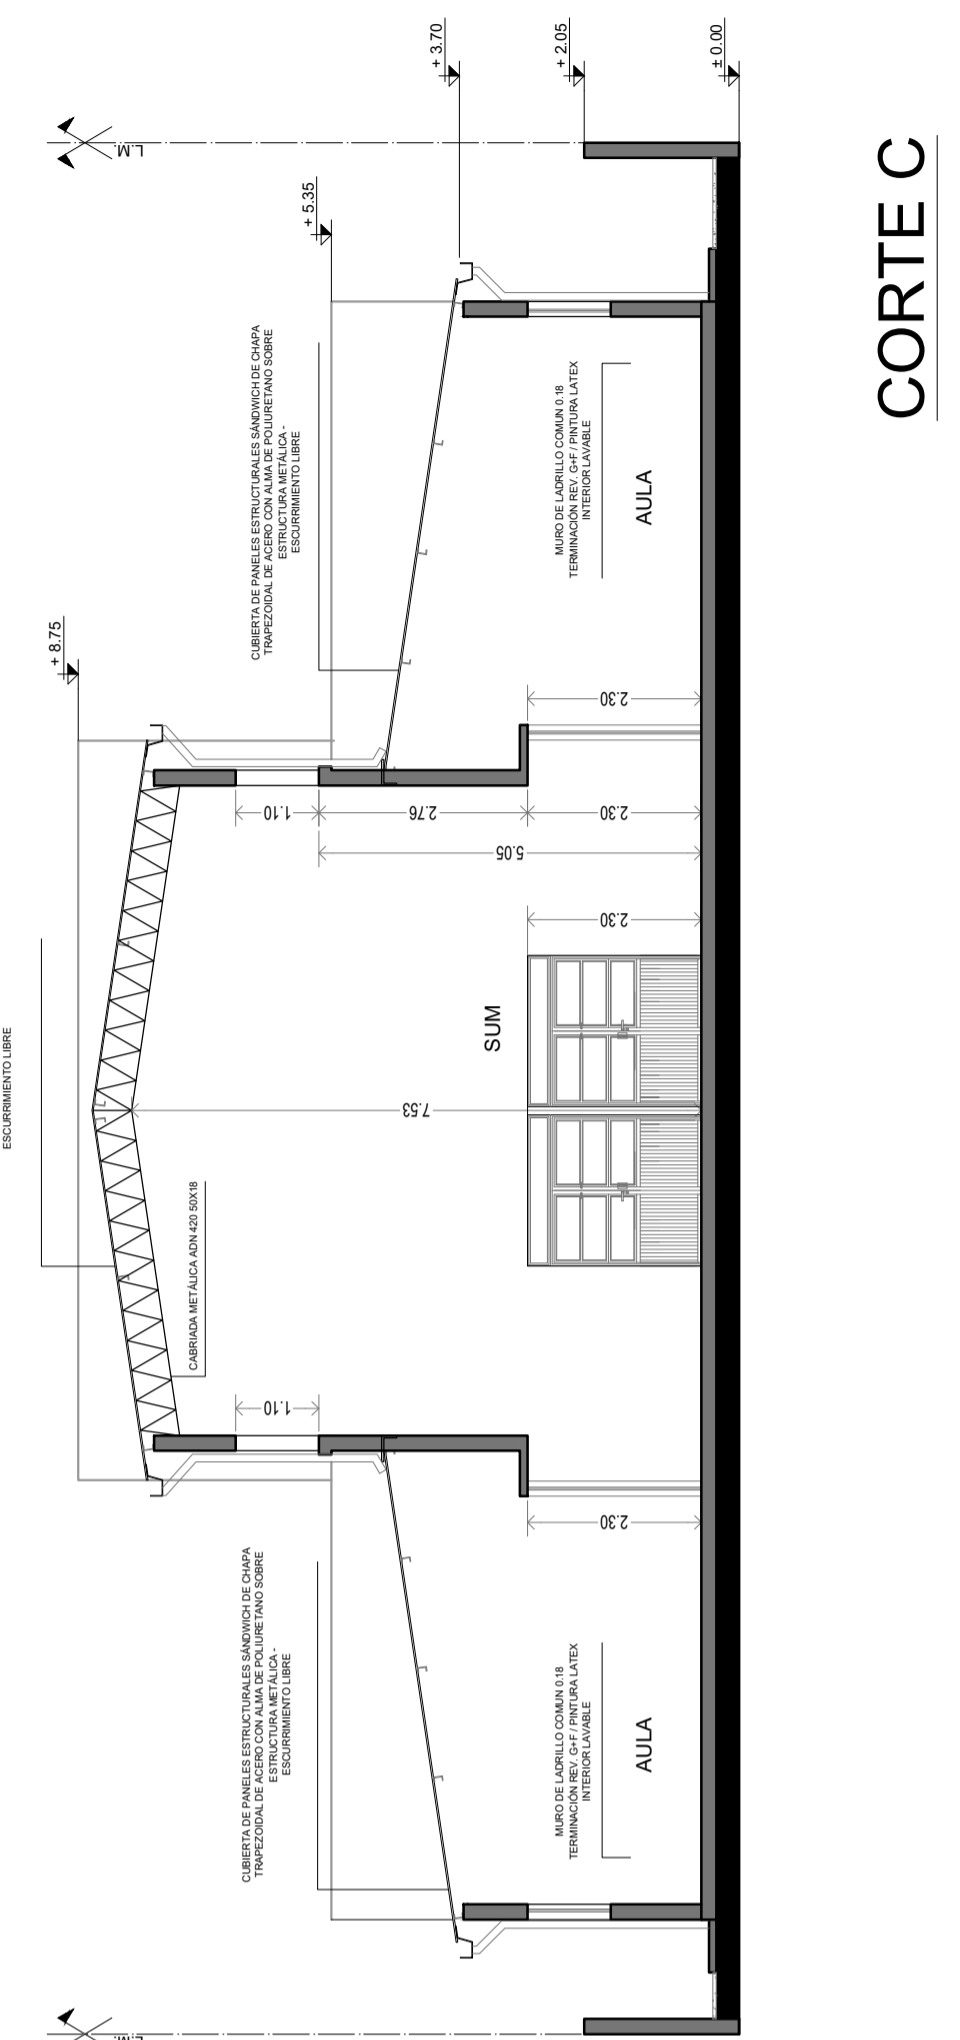 ESCURRIMIENTO LIBRE
+ 8.75
+ 5.35
+ 3.70
+ 2.05
± 0.00
L.M.
L.M.
CABRIADA METÁLICA ADN 420 50X18
CUBIERTA DE PANELES ESTRUCTURALES SÁNDWICH DE CHAPA
TRAPEZOIDAL DE ACERO CON ALMA DE POLIURETANO SOBRE
ESTRUCTURA METÁLICA -
ESCURRIMIENTO LIBRE
CUBIERTA DE PANELES ESTRUCTURALES SÁNDWICH DE CHAPA
TRAPEZOIDAL DE ACERO CON ALMA DE POLIURETANO SOBRE
ESTRUCTURA METÁLICA -
ESCURRIMIENTO LIBRE
1.10
1.10
2.76
2.30
5.05
7.53
2.30
2.30
2.30
SUM
MURO DE LADRILLO COMUN 0.18
TERMINACIÓN REV. G+F / PINTURA LATEX
INTERIOR LAVABLE
AULA
MURO DE LADRILLO COMUN 0.18
TERMINACIÓN REV. G+F / PINTURA LATEX
INTERIOR LAVABLE
AULA
CORTE C